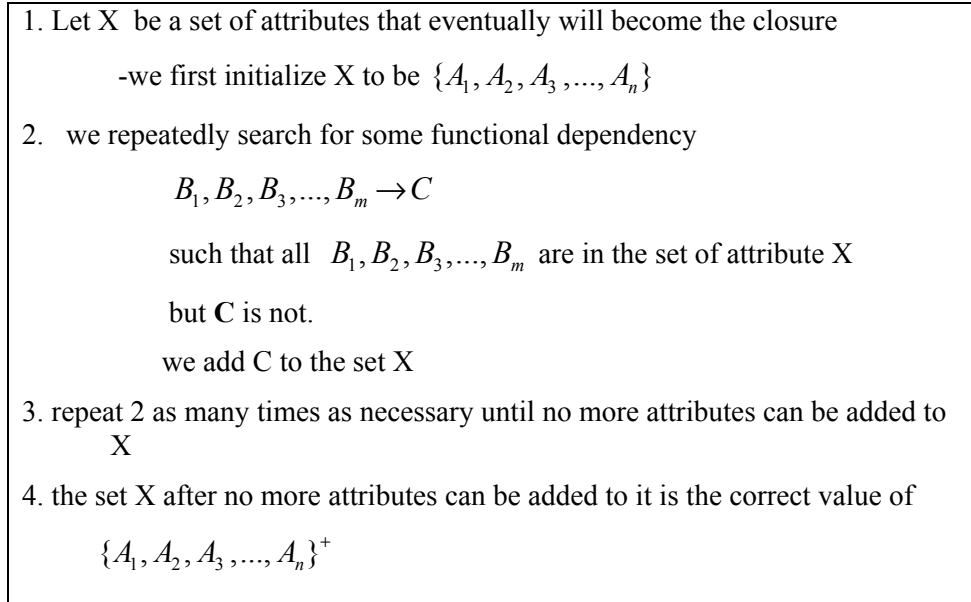 1. Let X be a set of attributes that eventually will become the closure
-we first initialize X to be {A₁, A₂, A₃ ,..., Aₙ}
2. we repeatedly search for some functional dependency
B₁, B₂, B₃,..., Bₘ → C
such that all B₁, B₂, B₃,..., Bₘ are in the set of attribute X
but C is not.
we add C to the set X
3. repeat 2 as many times as necessary until no more attributes can be added to
X
4. the set X after no more attributes can be added to it is the correct value of
{A₁, A₂, A₃ ,..., Aₙ}⁺